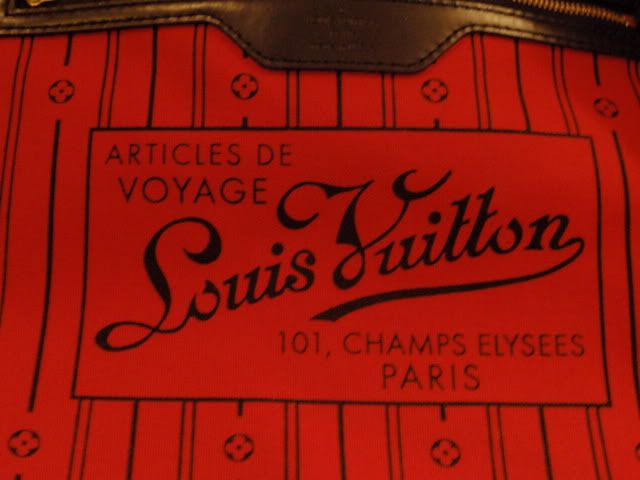 ARTICLES DE
VOYAGE
Louis Vuitton
101, CHAMPS ELYSEES
PARIS